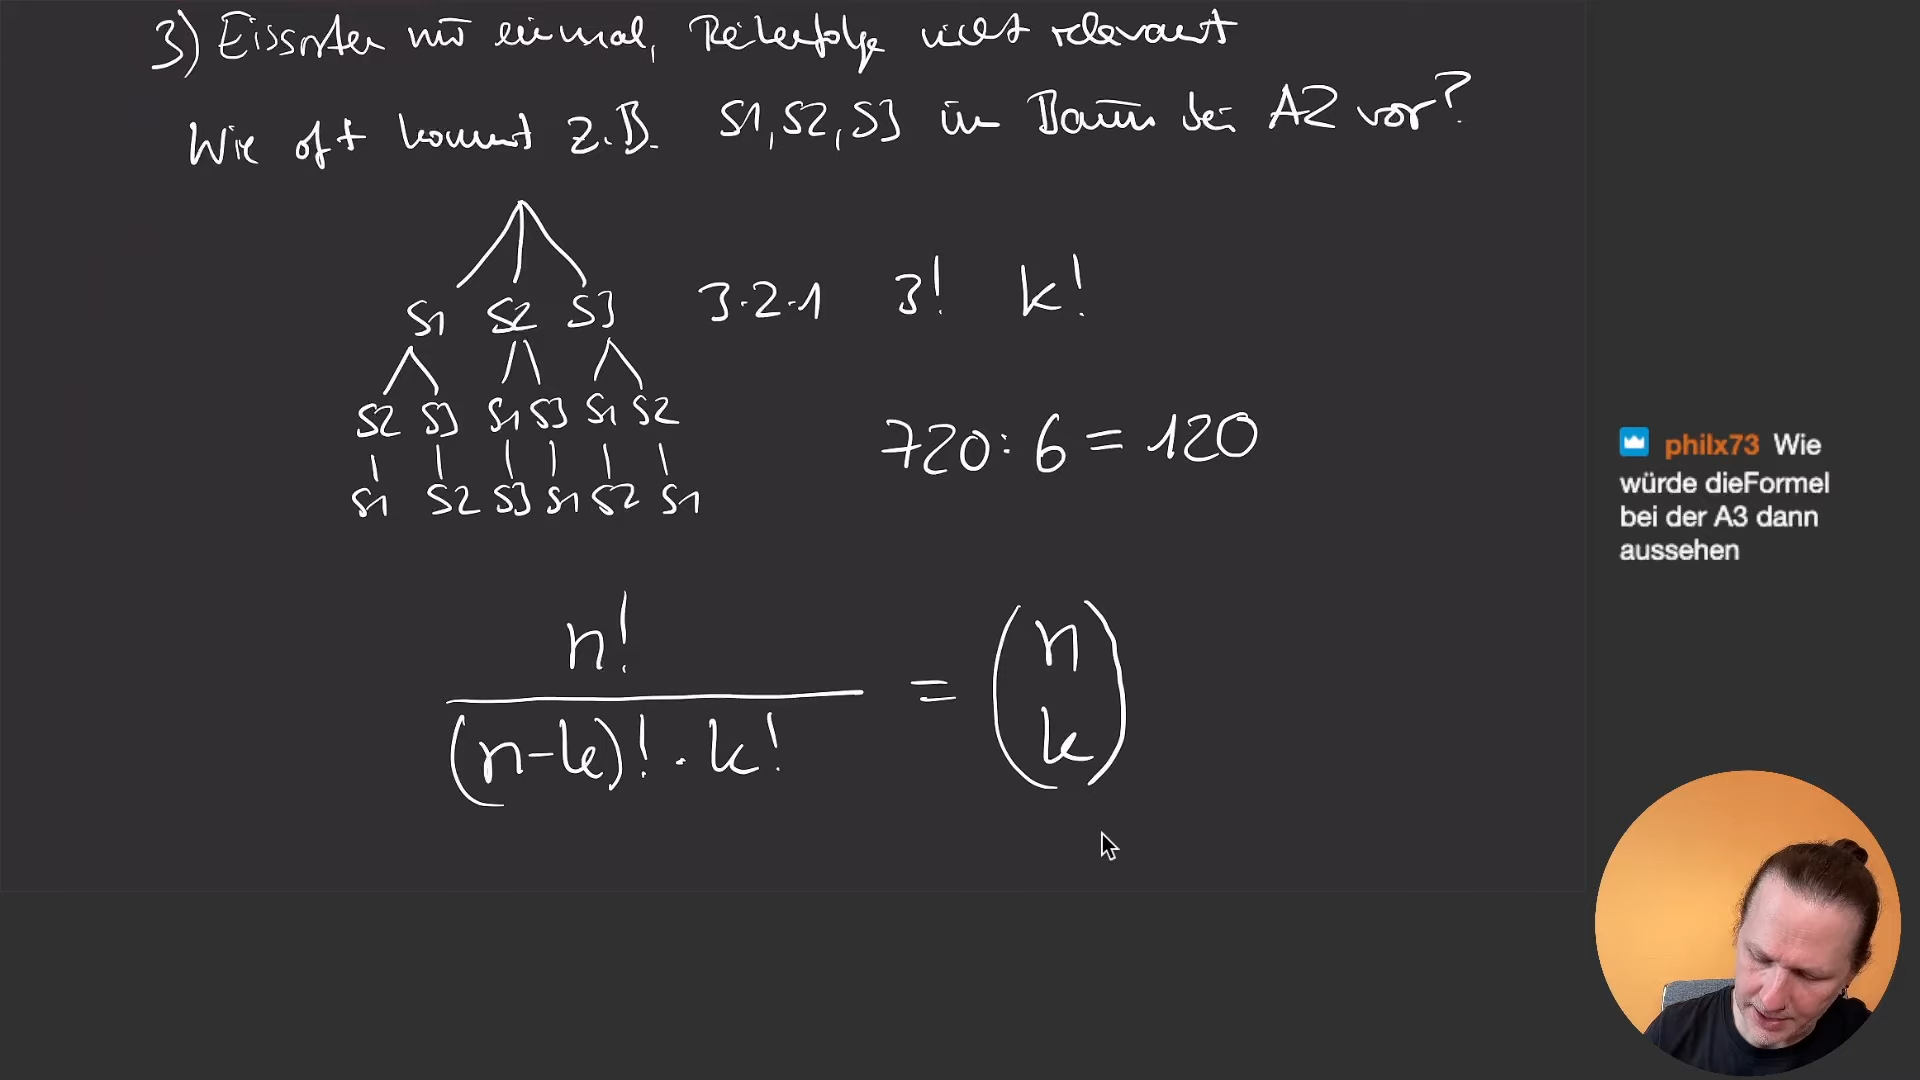 3) Eissorten nur einmal, Reihenfolge nicht relevant
Wie oft kommt z.B. S1, S2, S3 im Baum bei A2 vor?
S1 S2 S3 3·2·1 3! k!
S2 S3 S1 S3 S1 S2
S1 S2 S3 S1 S2 S1
720 : 6 = 120
n!
(n-k)! · k!
=
(n
k)
philx73 Wie
würde dieFormel
bei der A3 dann
aussehen